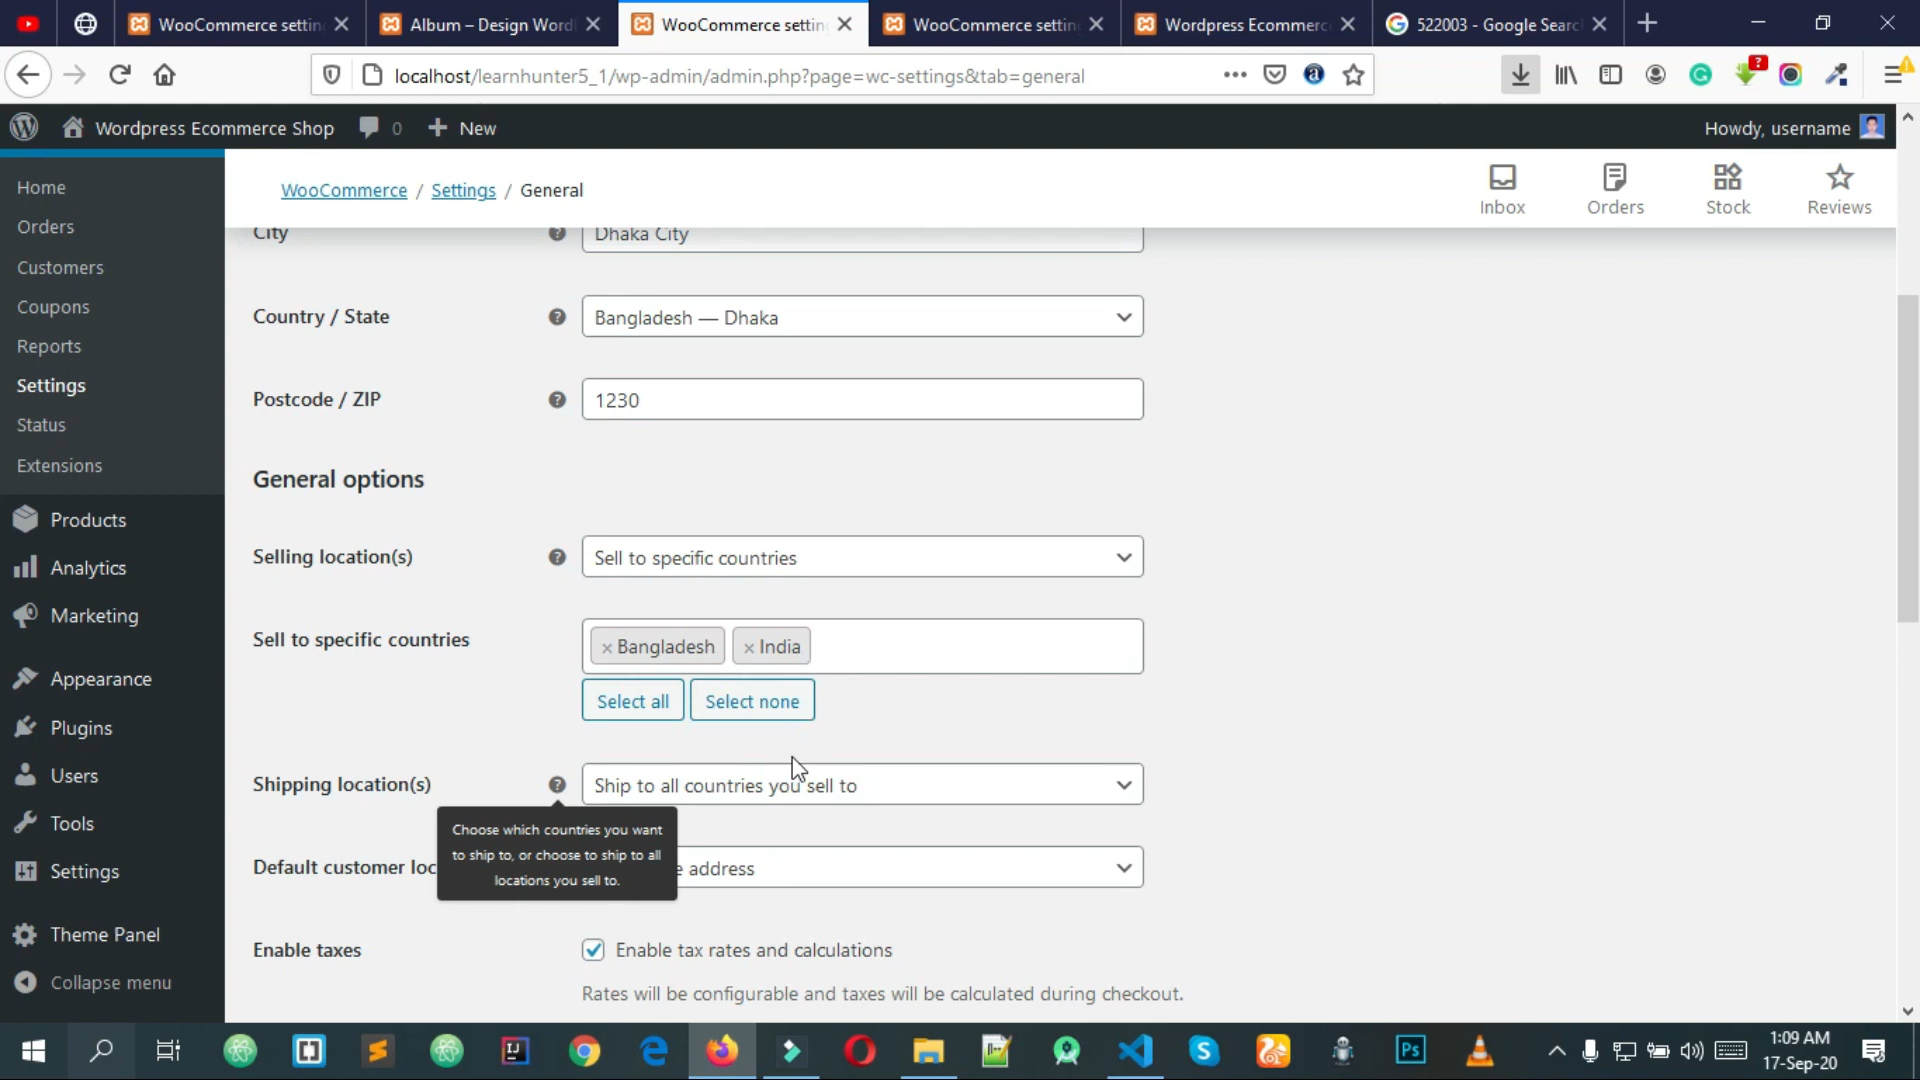 WooCommerce settin
Album – Design Word
WooCommerce settin
WooCommerce settin
Wordpress Ecommerc
522003 - Google Searc
localhost/learnhunter5_1/wp-admin/admin.php?page=wc-settings&tab=general
Wordpress Ecommerce Shop
0
New
Howdy, username
Home
Orders
Customers
Coupons
Reports
Settings
Status
Extensions
Products
Analytics
Marketing
Appearance
Plugins
Users
Tools
Settings
Theme Panel
Collapse menu
WooCommerce / Settings / General
Inbox
Orders
Stock
Reviews
City
Dhaka City
Country / State
Bangladesh — Dhaka
Postcode / ZIP
1230
General options
Selling location(s)
Sell to specific countries
Sell to specific countries
× Bangladesh
× India
Select all
Select none
Shipping location(s)
Ship to all countries you sell to
Choose which countries you want
to ship to, or choose to ship to all
locations you sell to.
Default customer loc
e address
Enable taxes
Enable tax rates and calculations
Rates will be configurable and taxes will be calculated during checkout.
1:09 AM
17-Sep-20